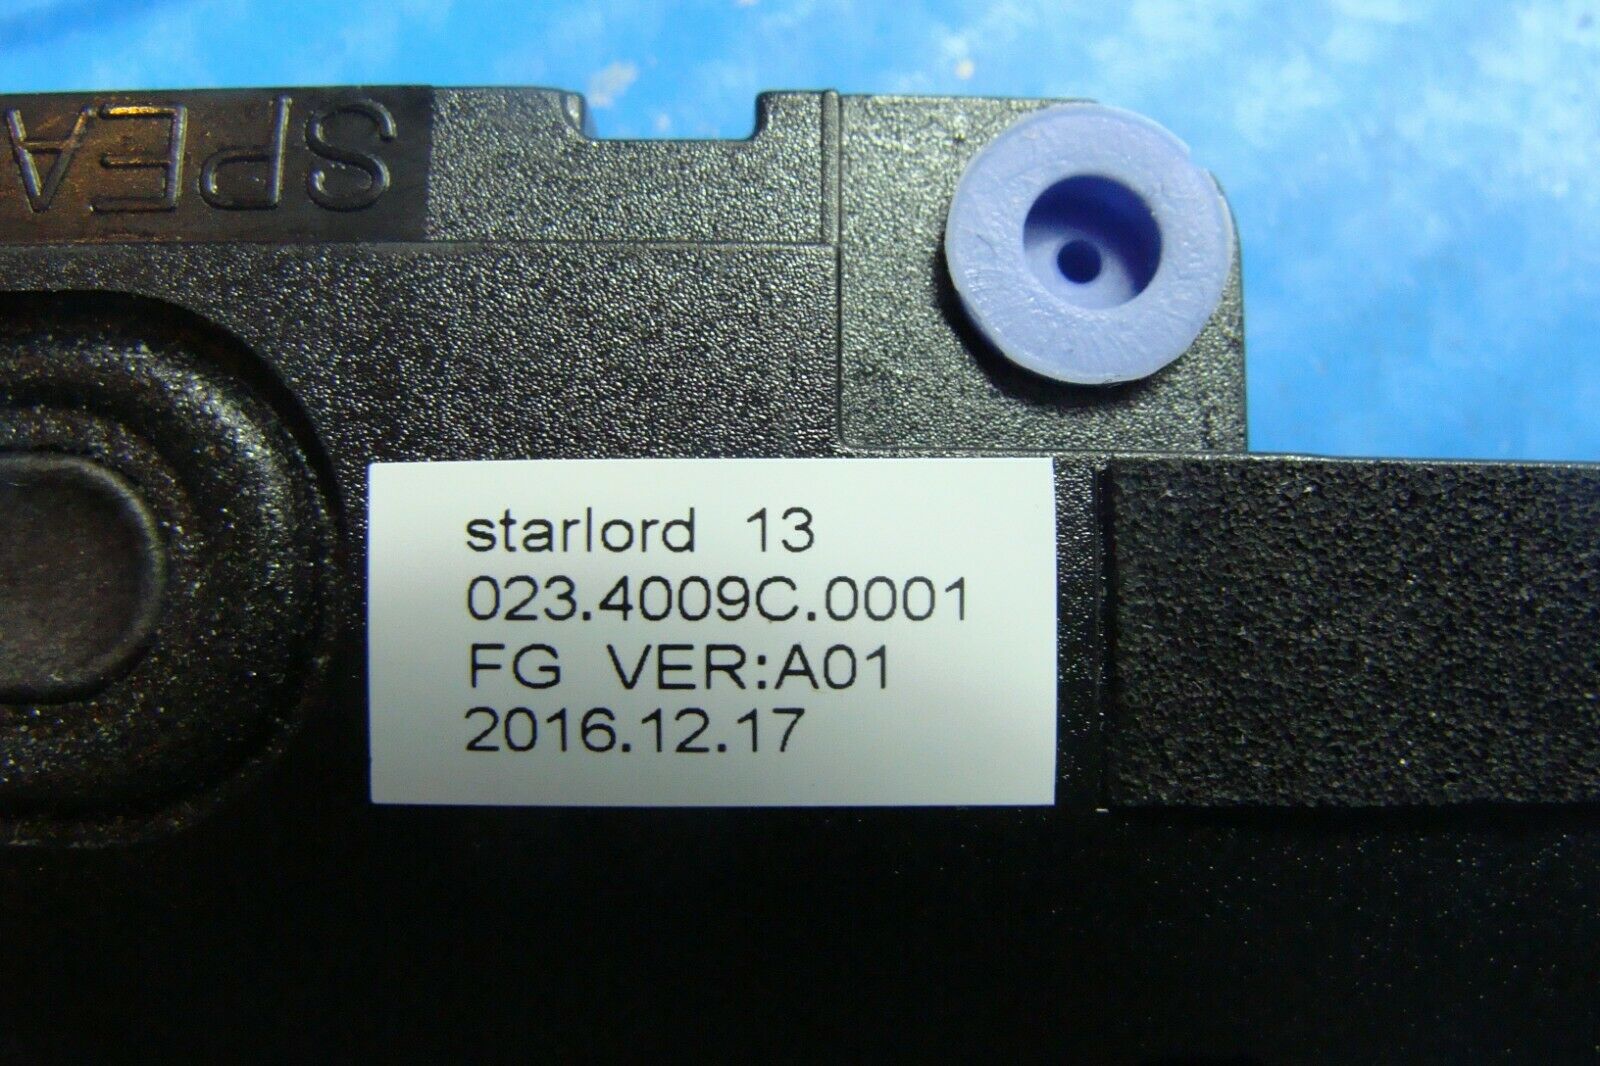 SPEA
starlord 13
023.4009C.0001
FG VER:A01
2016.12.17